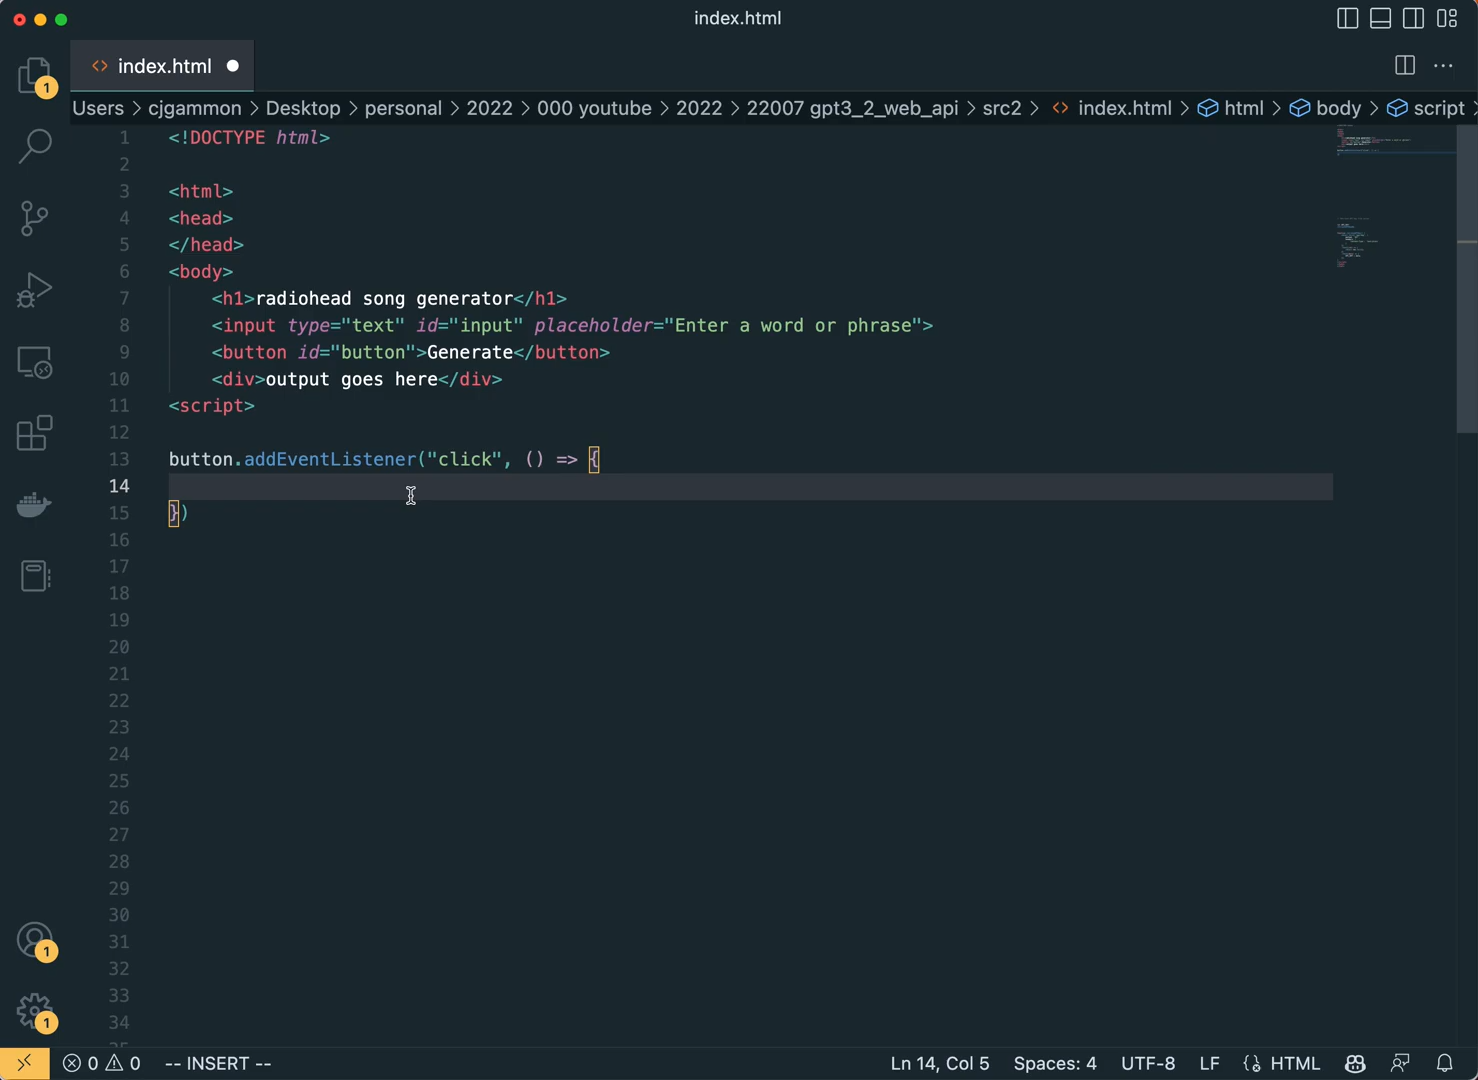 index.html
1
index.html
Users > cjgammon > Desktop > personal > 2022 > 000 youtube > 2022 > 22007 gpt3_2_web_api > src2 > index.html > html > body > script >
1 <!DOCTYPE html>
2
3 <html>
4 <head>
5 </head>
6 <body>
7 <h1>radiohead song generator</h1>
8 <input type="text" id="input" placeholder="Enter a word or phrase">
9 <button id="button">Generate</button>
10 <div>output goes here</div>
11 <script>
12
13 button.addEventListener("click", () => {
14
15 })
16
17
18
19
20
21
22
23
24
25
26
27
28
29
30
31
32
33
34
1
1
0 0 -- INSERT -- Ln 14, Col 5 Spaces: 4 UTF-8 LF HTML